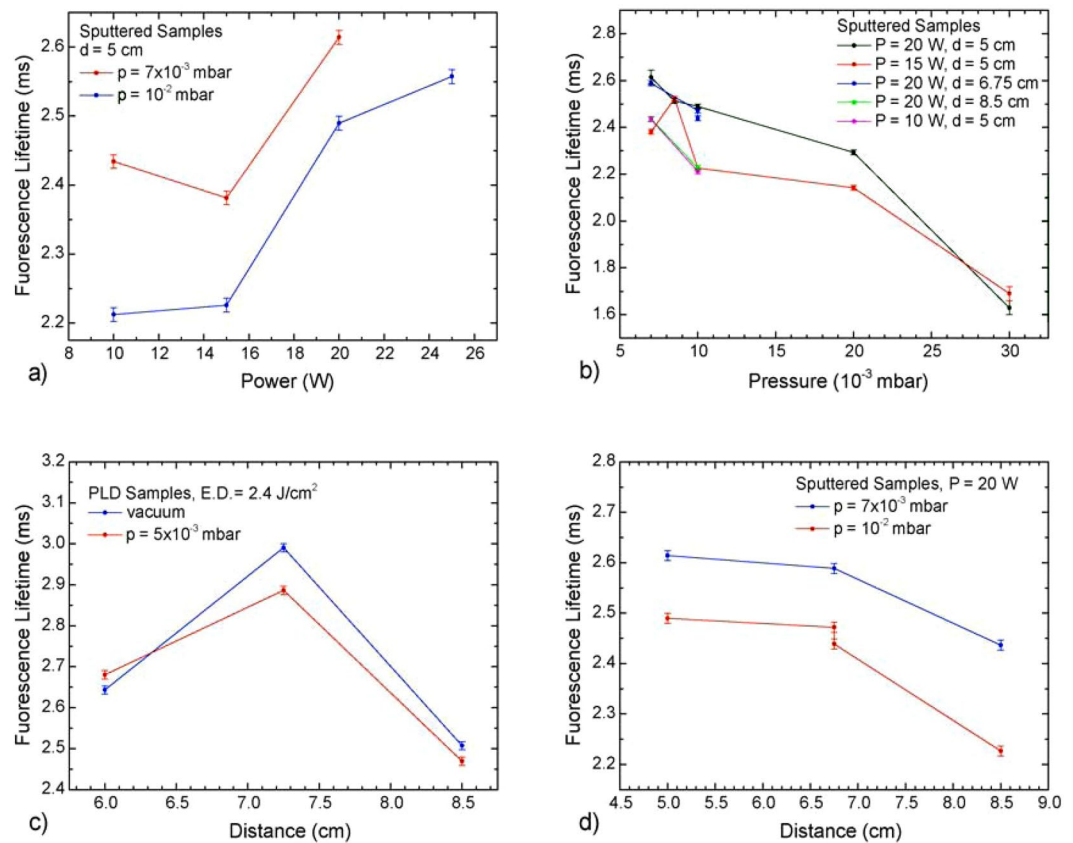 Sputtered Samples
d = 5 cm
p = 7x10⁻³ mbar
p = 10⁻² mbar
Fuorescence Lifetime (ms)
2.6
2.5
2.4
2.3
2.2
8 10 12 14 16 18 20 22 24 26
Power (W)
a)
Sputtered Samples
P = 20 W, d = 5 cm
P = 15 W, d = 5 cm
P = 20 W, d = 6.75 cm
P = 20 W, d = 8.5 cm
P = 10 W, d = 5 cm
Fuorescence Lifetime (ms)
2.8
2.6
2.4
2.2
2.0
1.8
1.6
5 10 15 20 25 30
Pressure (10⁻³ mbar)
b)
PLD Samples, E.D.= 2.4 J/cm²
vacuum
p = 5x10⁻³ mbar
Fuorescence Lifetime (ms)
3.2
3.1
3.0
2.9
2.8
2.7
2.6
2.5
2.4
6.0 6.5 7.0 7.5 8.0 8.5
Distance (cm)
c)
Sputtered Samples, P = 20 W
p = 7x10⁻³ mbar
p = 10⁻² mbar
Fuorescence Lifetime (ms)
2.8
2.7
2.6
2.5
2.4
2.3
2.2
4.5 5.0 5.5 6.0 6.5 7.0 7.5 8.0 8.5 9.0
Distance (cm)
d)